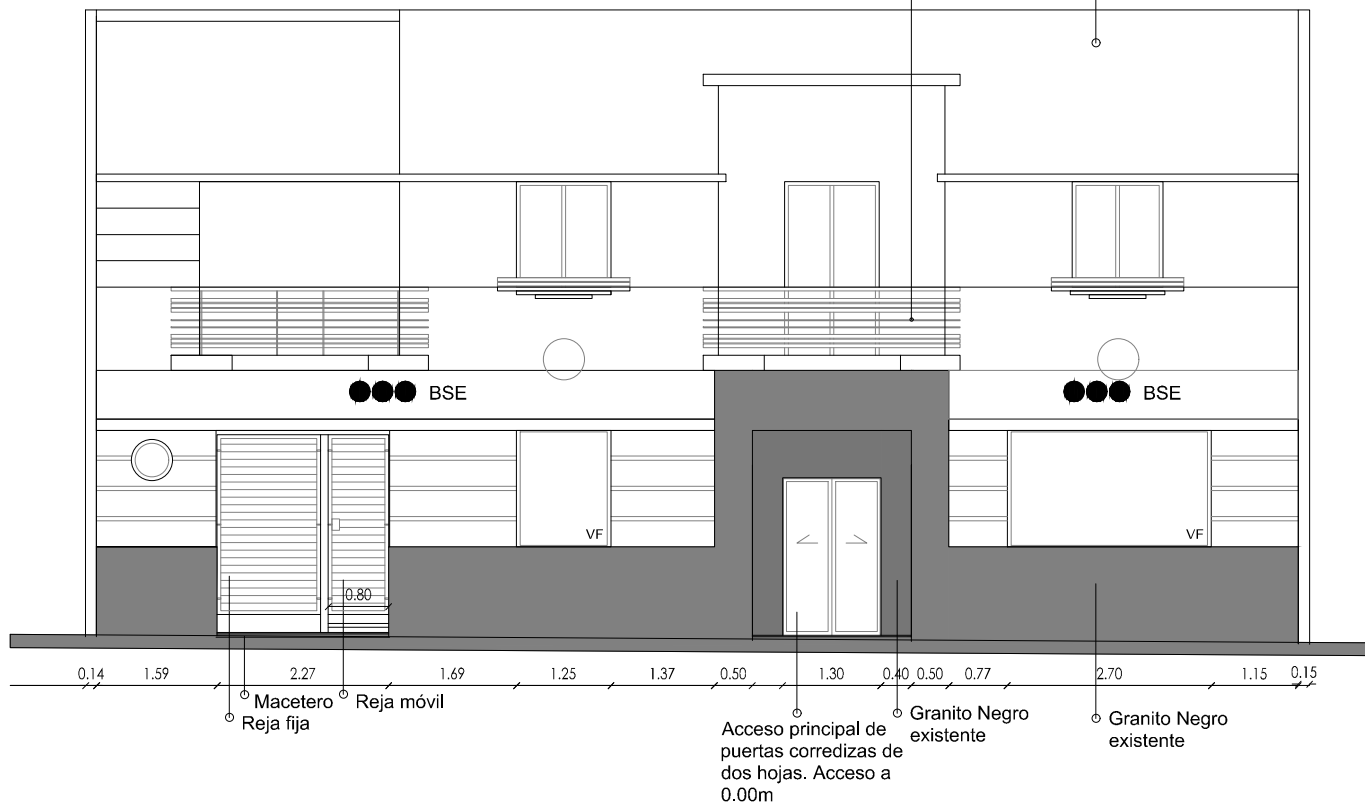 BSE
BSE
VF
VF
0.80
0.14 1.59 2.27 1.69 1.25 1.37 0.50 1.30 0.40 0.50 0.77 2.70 1.15 0.15
Macetero
Reja fija
Reja móvil
Acceso principal de
puertas corredizas de
dos hojas. Acceso a
0.00m
Granito Negro
existente
Granito Negro
existente